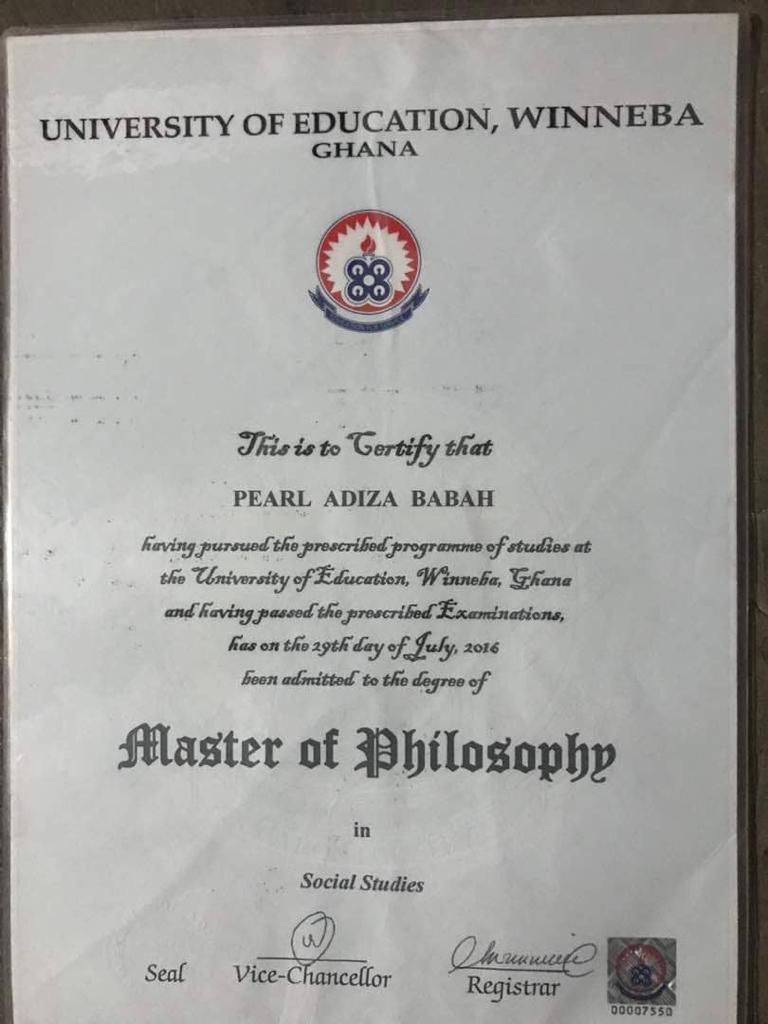 UNIVERSITY OF EDUCATION, WINNEBA
GHANA
This is to Certify that
PEARL ADIZA BABAH
having pursued the prescribed programme of studies at
the University of Education, Winneba, Ghana
and having passed the prescribed Examinations,
has on the 29th day of July, 2016
been admitted to the degree of
Master of Philosophy
in
Social Studies
Seal
Vice-Chancellor
Registrar
00007550